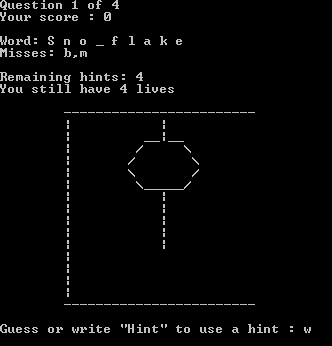 Question 1 of 4
Your score : 0
Word: S n o _ f l a k e
Misses: b,m
Remaining hints: 4
You still have 4 lives
Guess or write "Hint" to use a hint : w